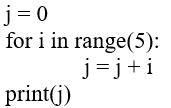 j = 0
for i in range(5):
        j = j + i
print(j)